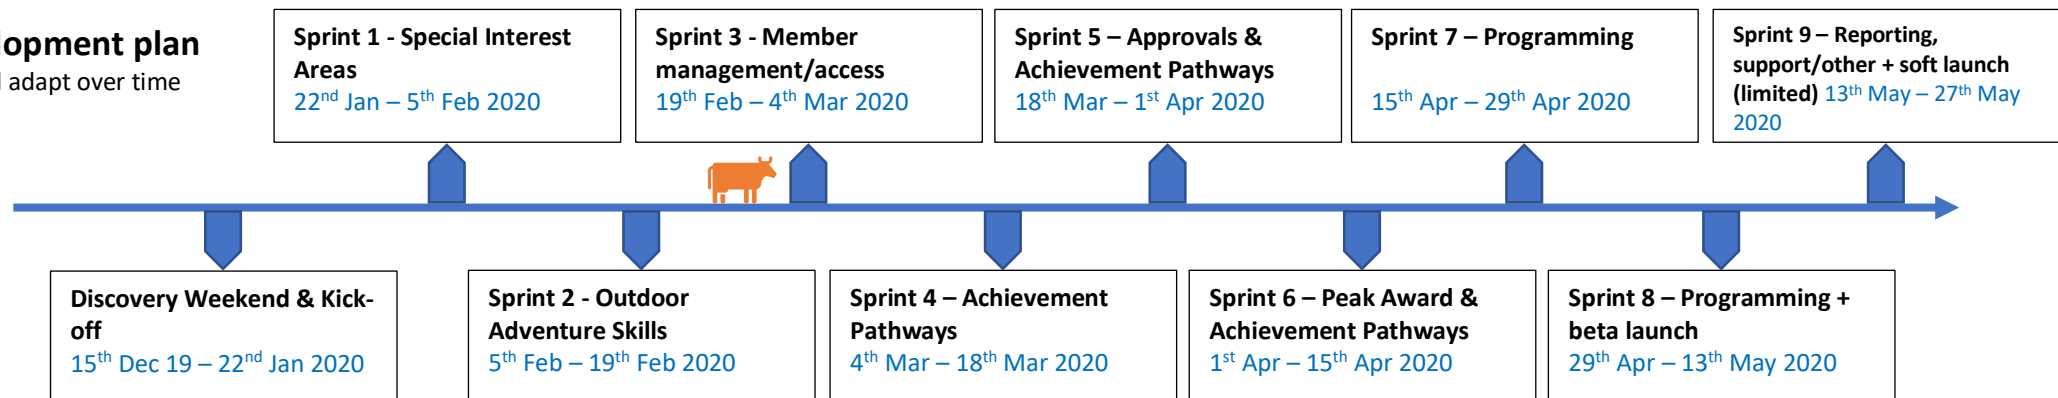 lopment plan
adapt over time
Sprint 1 - Special Interest
Areas
22nd Jan – 5th Feb 2020
Sprint 3 - Member
management/access
19th Feb – 4th Mar 2020
Sprint 5 – Approvals &
Achievement Pathways
18th Mar – 1st Apr 2020
Sprint 7 – Programming
15th Apr – 29th Apr 2020
Sprint 9 – Reporting,
support/other + soft launch
(limited) 13th May – 27th May
2020
Discovery Weekend & Kick-
off
15th Dec 19 – 22nd Jan 2020
Sprint 2 - Outdoor
Adventure Skills
5th Feb – 19th Feb 2020
Sprint 4 – Achievement
Pathways
4th Mar – 18th Mar 2020
Sprint 6 – Peak Award &
Achievement Pathways
1st Apr – 15th Apr 2020
Sprint 8 – Programming +
beta launch
29th Apr – 13th May 2020